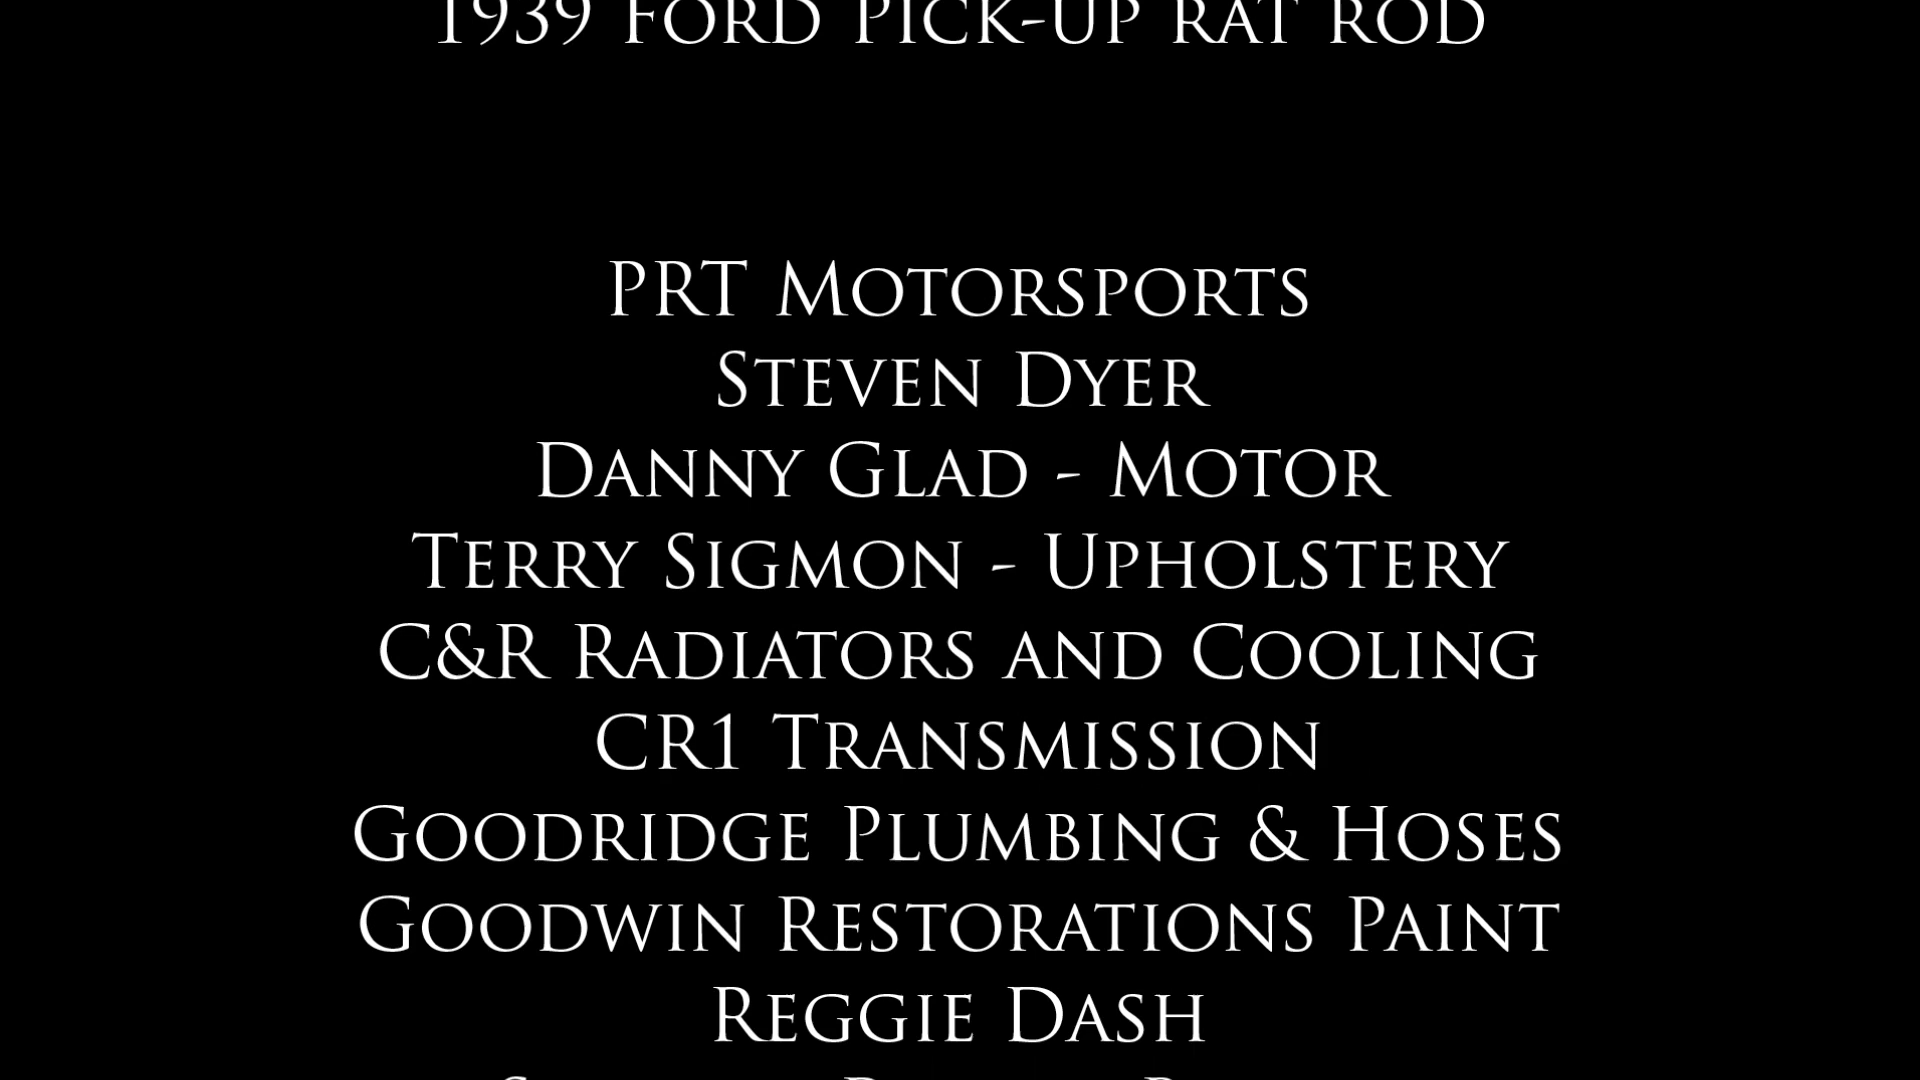 1939 Ford Pick-up Rat Rod
PRT Motorsports
Steven Dyer
Danny Glad - Motor
Terry Sigmon - Upholstery
C&R Radiators and Cooling
CR1 Transmission
Goodridge Plumbing & Hoses
Goodwin Restorations Paint
Reggie Dash